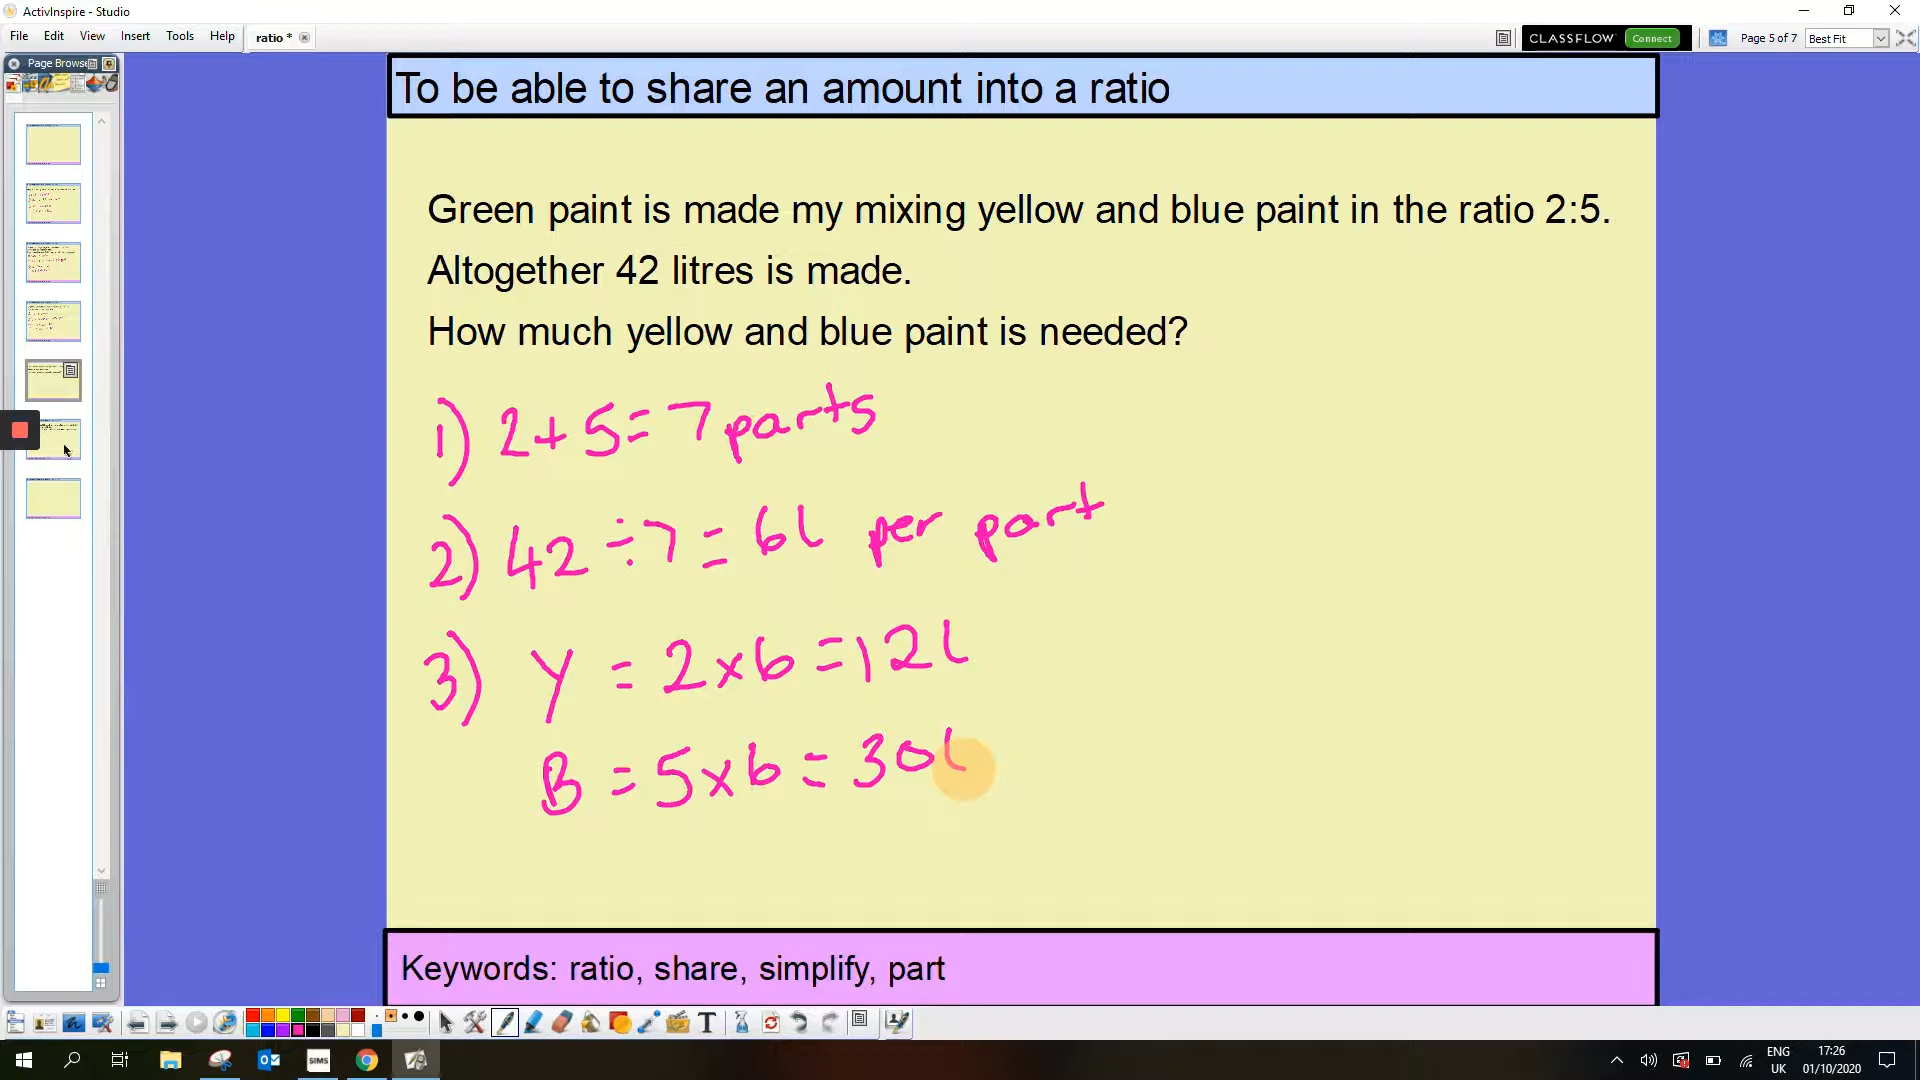 ActivInspire - Studio
File Edit View Insert Tools Help ratio *
CLASSFLOW Connect Page 5 of 7 Best Fit
Page Browse
To be able to share an amount into a ratio
Green paint is made my mixing yellow and blue paint in the ratio 2:5.
Altogether 42 litres is made.
How much yellow and blue paint is needed?
1) 2+5=7 parts
2) 42÷7=6l per part
3) Y = 2×6=12l
B = 5×6=30l
Keywords: ratio, share, simplify, part
T
SIMS
ENG
UK
17:26
01/10/2020